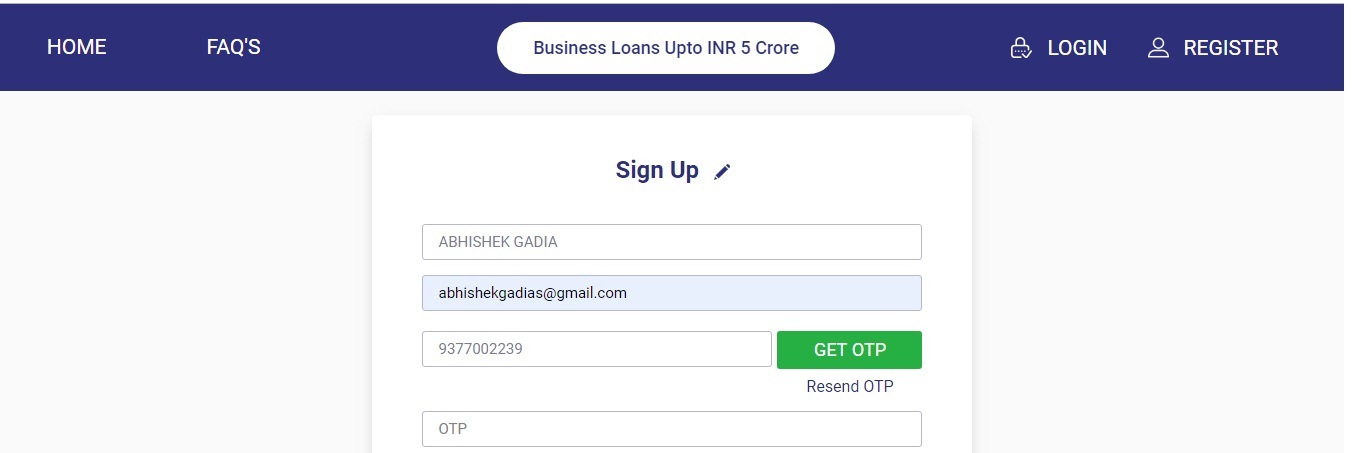 HOME FAQ'S Business Loans Upto INR 5 Crore LOGIN REGISTER
Sign Up
ABHISHEK GADIA
abhishekgadias@gmail.com
9377002239 GET OTP
Resend OTP
OTP